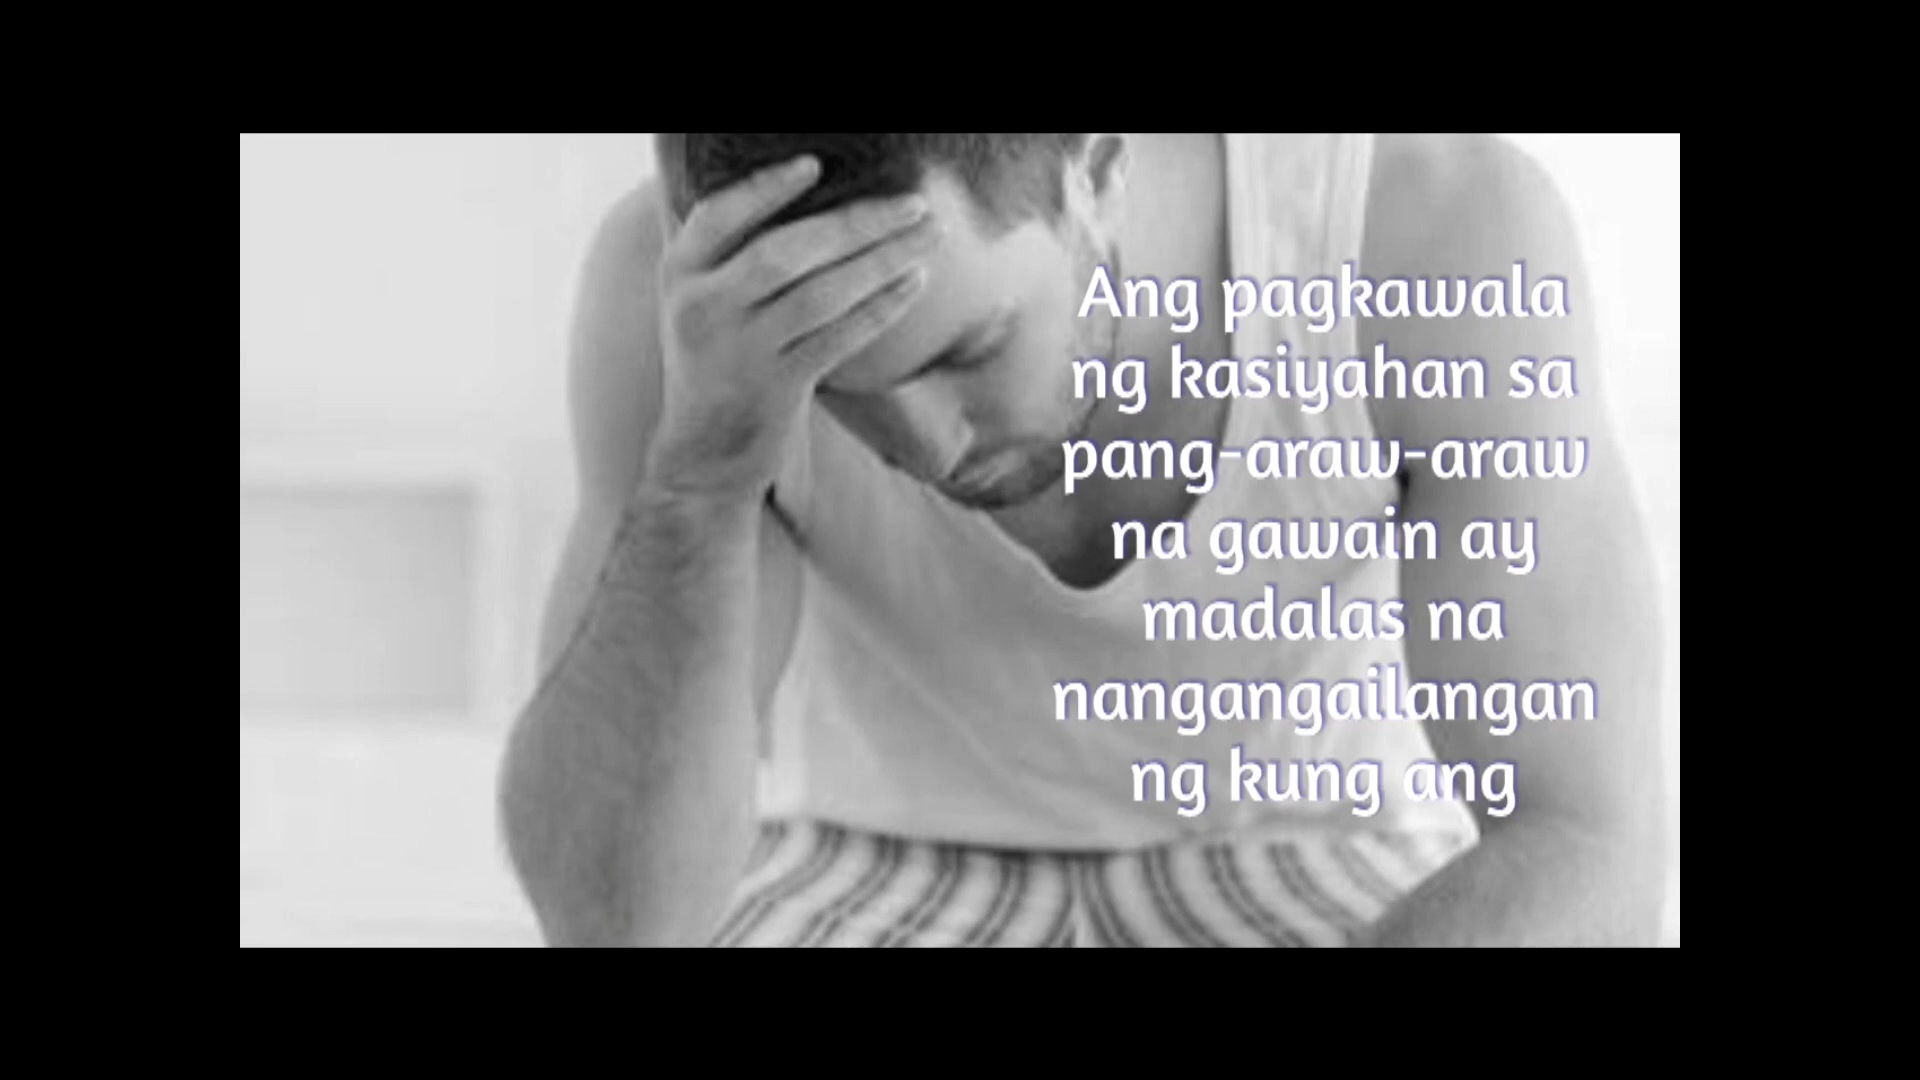 Ang pagkawala
ng kasiyahan sa
pang-araw-araw
na gawain ay
madalas na
nangangailangan
ng kung ang